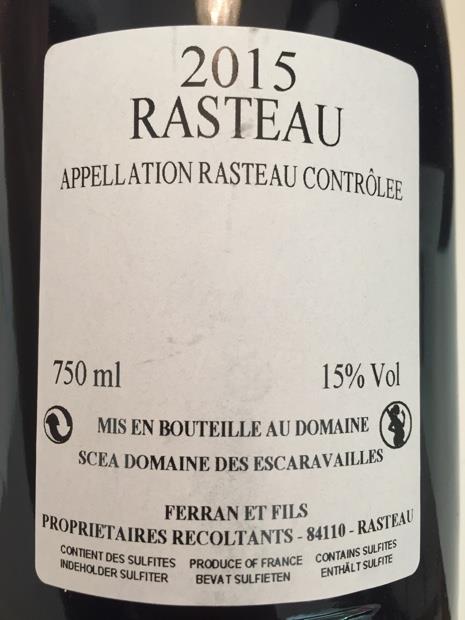 2015
RASTEAU
APPELLATION RASTEAU CONTRÔLEE
750 ml 15% Vol
MIS EN BOUTEILLE AU DOMAINE
SCEA DOMAINE DES ESCARAVAILLES
FERRAN ET FILS
PROPRIETAIRES RECOLTANTS - 84110 - RASTEAU
CONTIENT DES SULFITES PRODUCE OF FRANCE CONTAINS SULFITES
INDEHOLDER SULFITER BEVAT SULFIETEN ENTHÄLT SULFITE